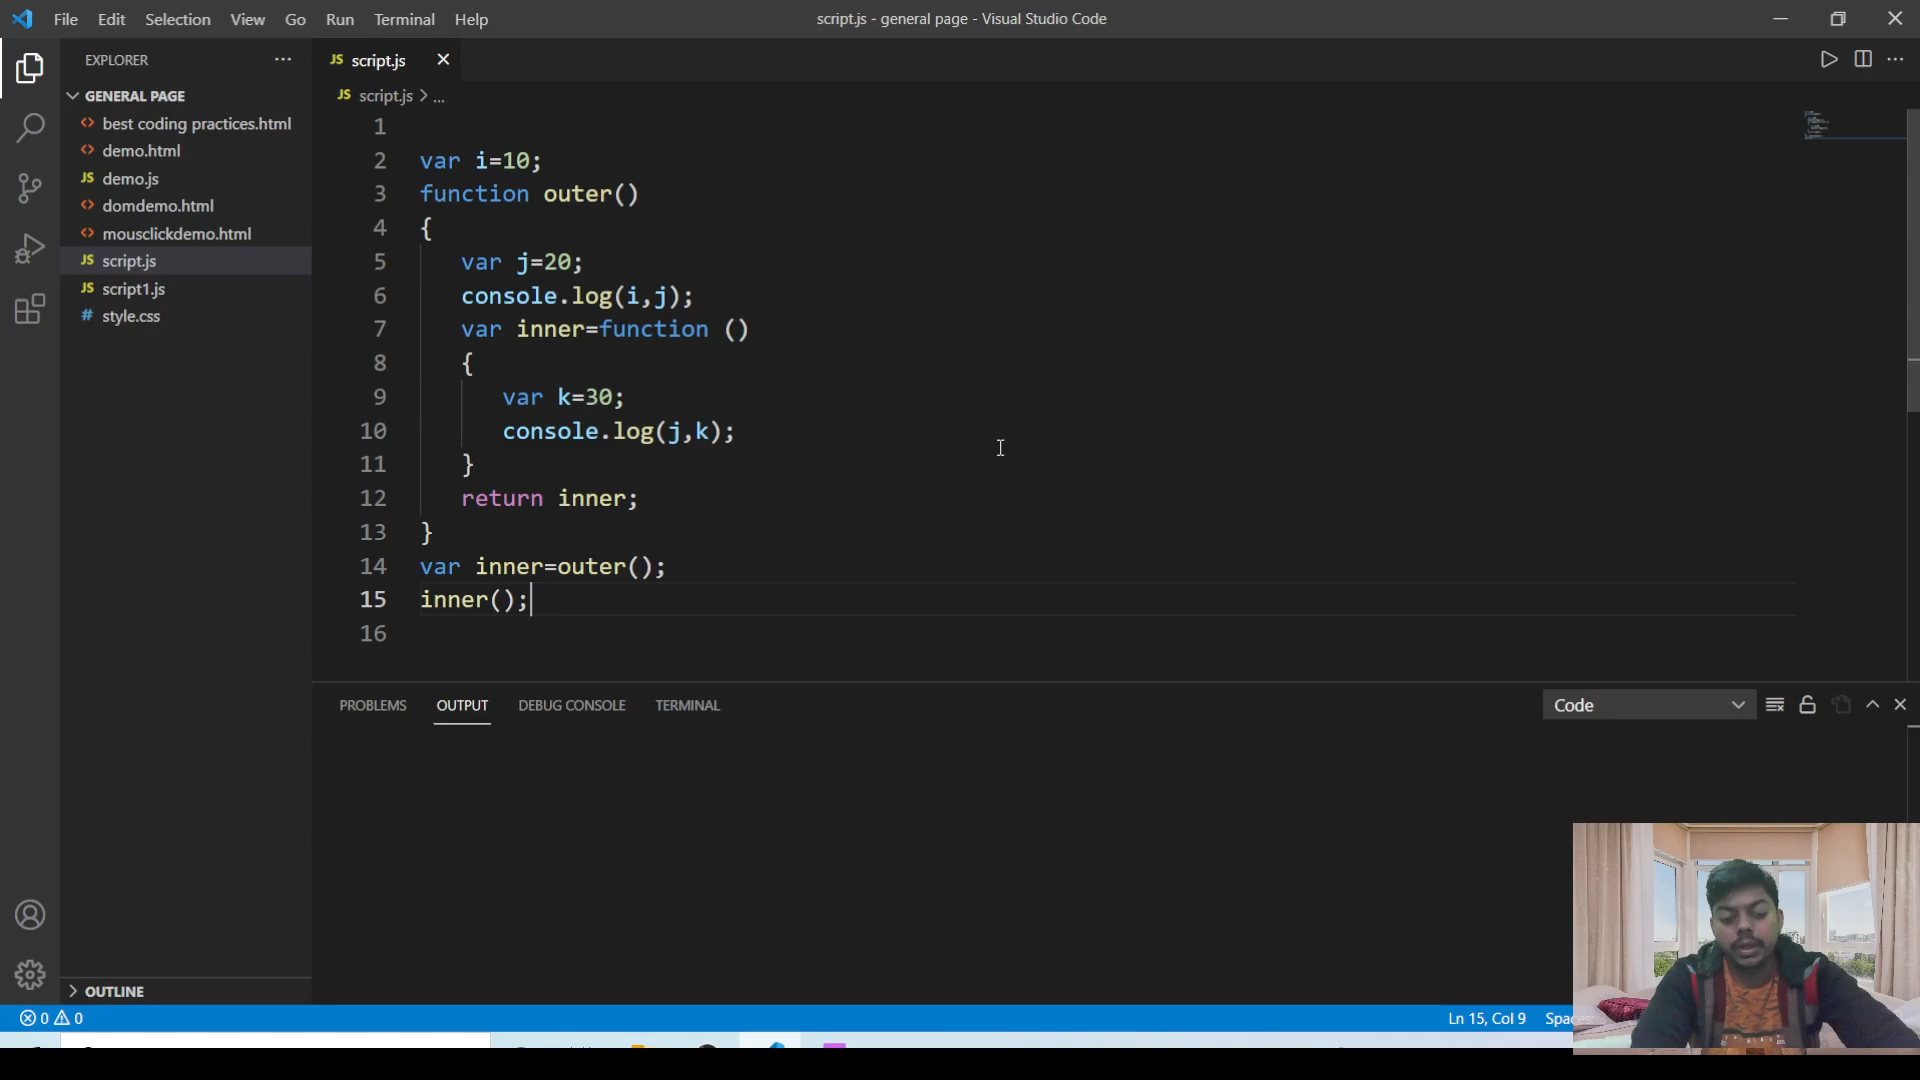 File Edit Selection View Go Run Terminal Help
script.js - general page - Visual Studio Code
EXPLORER
GENERAL PAGE
best coding practices.html
demo.html
JS demo.js
domdemo.html
mousclickdemo.html
JS script.js
JS script1.js
# style.css
OUTLINE
JS script.js
JS script.js > ...
1
2 var i=10;
3 function outer()
4 {
5 var j=20;
6 console.log(i,j);
7 var inner=function ()
8 {
9 var k=30;
10 console.log(j,k);
11 }
12 return inner;
13 }
14 var inner=outer();
15 inner();
16
PROBLEMS OUTPUT DEBUG CONSOLE TERMINAL
Code
0 0
Ln 15, Col 9